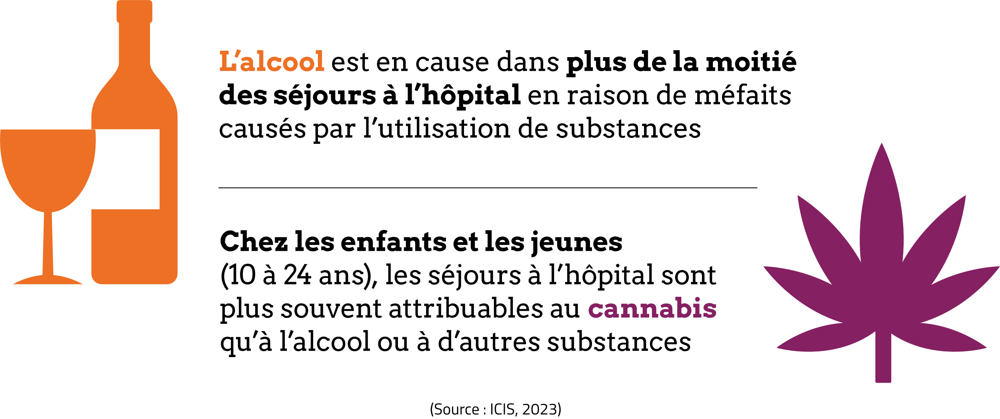 L'alcool est en cause dans plus de la moitié
des séjours à l'hôpital en raison de méfaits
causés par l'utilisation de substances
Chez les enfants et les jeunes
(10 à 24 ans), les séjours à l'hôpital sont
plus souvent attribuables au cannabis
qu'à l'alcool ou à d'autres substances
(Source : ICIS, 2023)